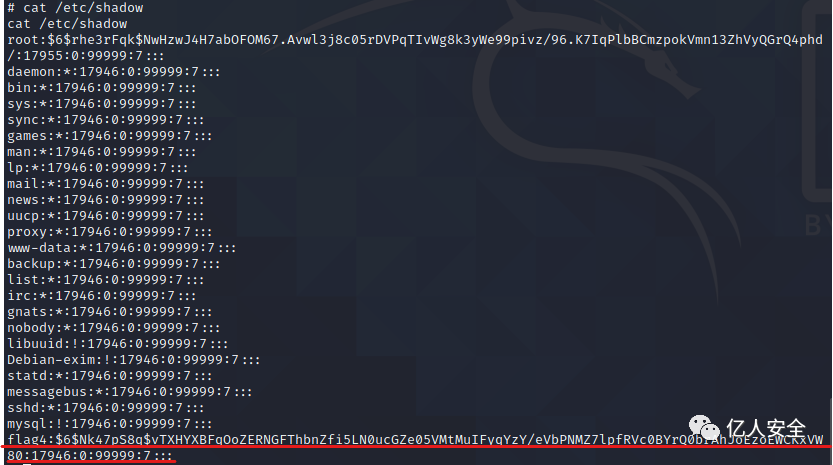 # cat /etc/shadow
cat /etc/shadow
root:$6$rhe3rFqk$NwHzwJ4H7abOFOM67.Avwl3j8c05rDVPqTIvWg8k3yWe99pivz/96.K7IqPlbBCmzpokVmn13ZhVyQGrQ4phd
/:17955:0:99999:7:::
daemon:*:17946:0:99999:7:::
bin:*:17946:0:99999:7:::
sys:*:17946:0:99999:7:::
sync:*:17946:0:99999:7:::
games:*:17946:0:99999:7:::
man:*:17946:0:99999:7:::
lp:*:17946:0:99999:7:::
mail:*:17946:0:99999:7:::
news:*:17946:0:99999:7:::
uucp:*:17946:0:99999:7:::
proxy:*:17946:0:99999:7:::
www-data:*:17946:0:99999:7:::
backup:*:17946:0:99999:7:::
list:*:17946:0:99999:7:::
irc:*:17946:0:99999:7:::
gnats:*:17946:0:99999:7:::
nobody:*:17946:0:99999:7:::
libuuid:!:17946:0:99999:7:::
Debian-exim:!:17946:0:99999:7:::
statd:*:17946:0:99999:7:::
messagebus:*:17946:0:99999:7:::
sshd:*:17946:0:99999:7:::
mysql:!:17946:0:99999:7:::
亿人安全
80:17946:0:99999:7:::